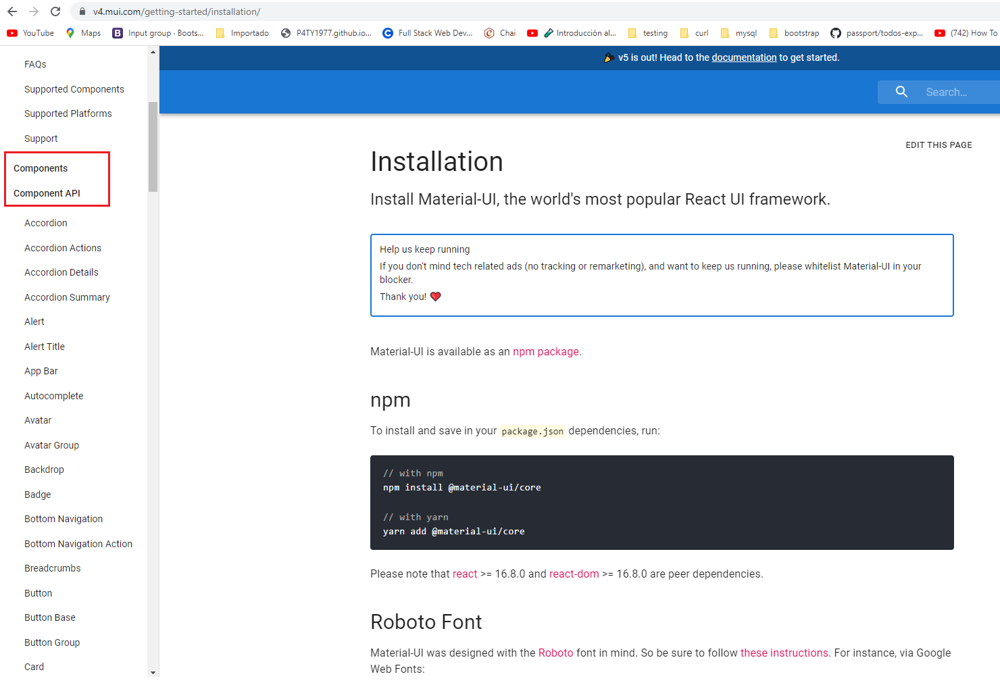 v4.mui.com/getting-started/installation/
YouTube Maps Input group · Boots... Importado P4TY1977.github.io... Full Stack Web Dev... Chai Introducción al... testing curl mysql bootstrap passport/todos-exp... (742) How To
v5 is out! Head to the documentation to get started.
Search...
FAQs
Supported Components
Supported Platforms
Support
Components
Component API
Accordion
Accordion Actions
Accordion Details
Accordion Summary
Alert
Alert Title
App Bar
Autocomplete
Avatar
Avatar Group
Backdrop
Badge
Bottom Navigation
Bottom Navigation Action
Breadcrumbs
Button
Button Base
Button Group
Card
EDIT THIS PAGE
Installation
Install Material-UI, the world's most popular React UI framework.
Help us keep running
If you don't mind tech related ads (no tracking or remarketing), and want to keep us running, please whitelist Material-UI in your
blocker.
Thank you! ❤️
Material-UI is available as an npm package.
npm
To install and save in your package.json dependencies, run:
// with npm
npm install @material-ui/core
// with yarn
yarn add @material-ui/core
Please note that react >= 16.8.0 and react-dom >= 16.8.0 are peer dependencies.
Roboto Font
Material-UI was designed with the Roboto font in mind. So be sure to follow these instructions. For instance, via Google
Web Fonts: